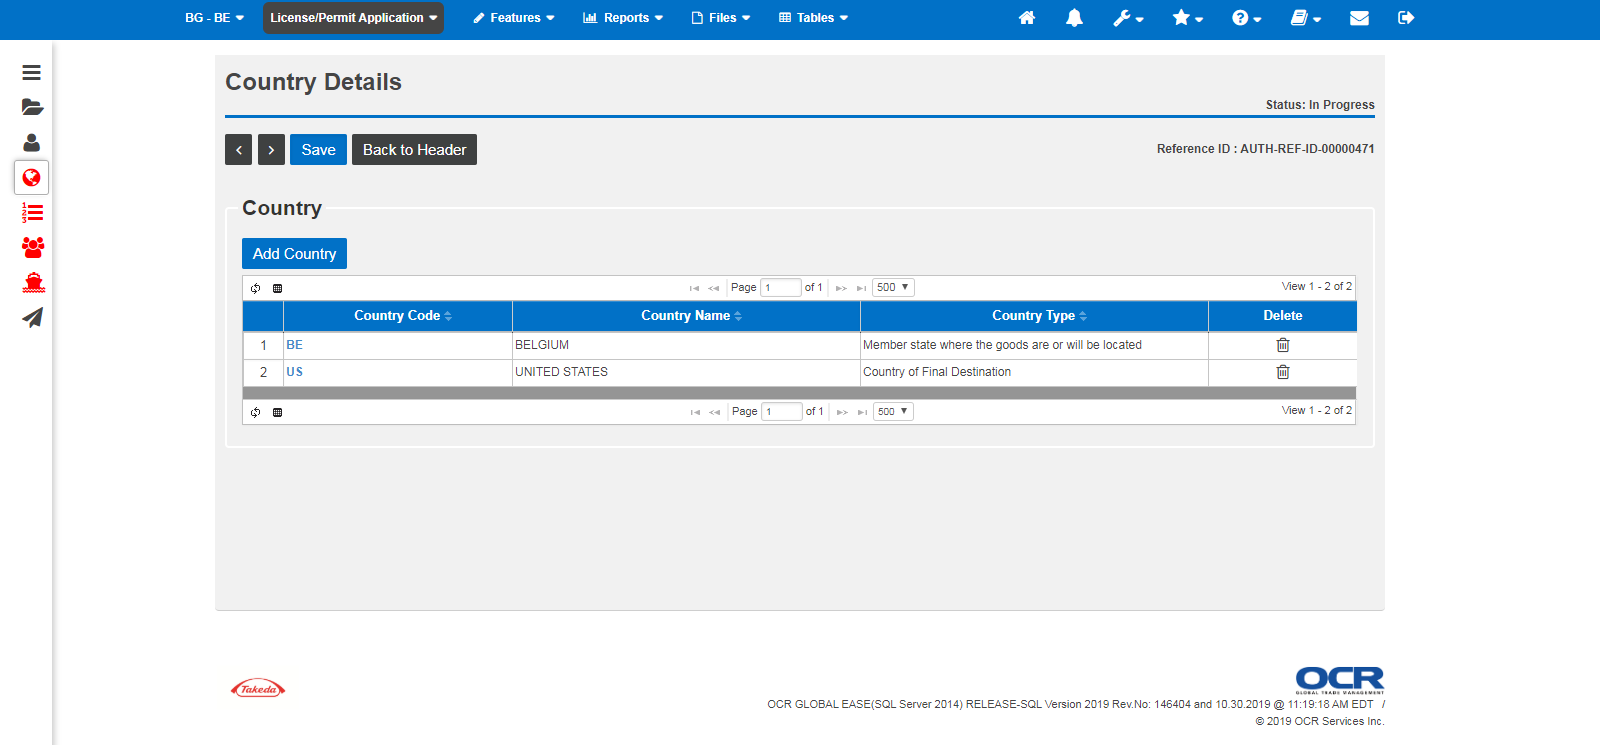 BG - BE License/Permit Application Features Reports Files Tables
Country Details
Status: In Progress
< > Save Back to Header
Reference ID : AUTH-REF-ID-00000471
1
2
3
Country
Add Country
Page 1 of 1 500 View 1 - 2 of 2
Country Code Country Name Country Type Delete
1 BE BELGIUM Member state where the goods are or will be located
2 US UNITED STATES Country of Final Destination
Page 1 of 1 500 View 1 - 2 of 2
Takeda
OCR
GLOBAL TRADE MANAGEMENT
OCR GLOBAL EASE(SQL Server 2014) RELEASE-SQL Version 2019 Rev.No: 146404 and 10.30.2019 @ 11:19:18 AM EDT /
© 2019 OCR Services Inc.